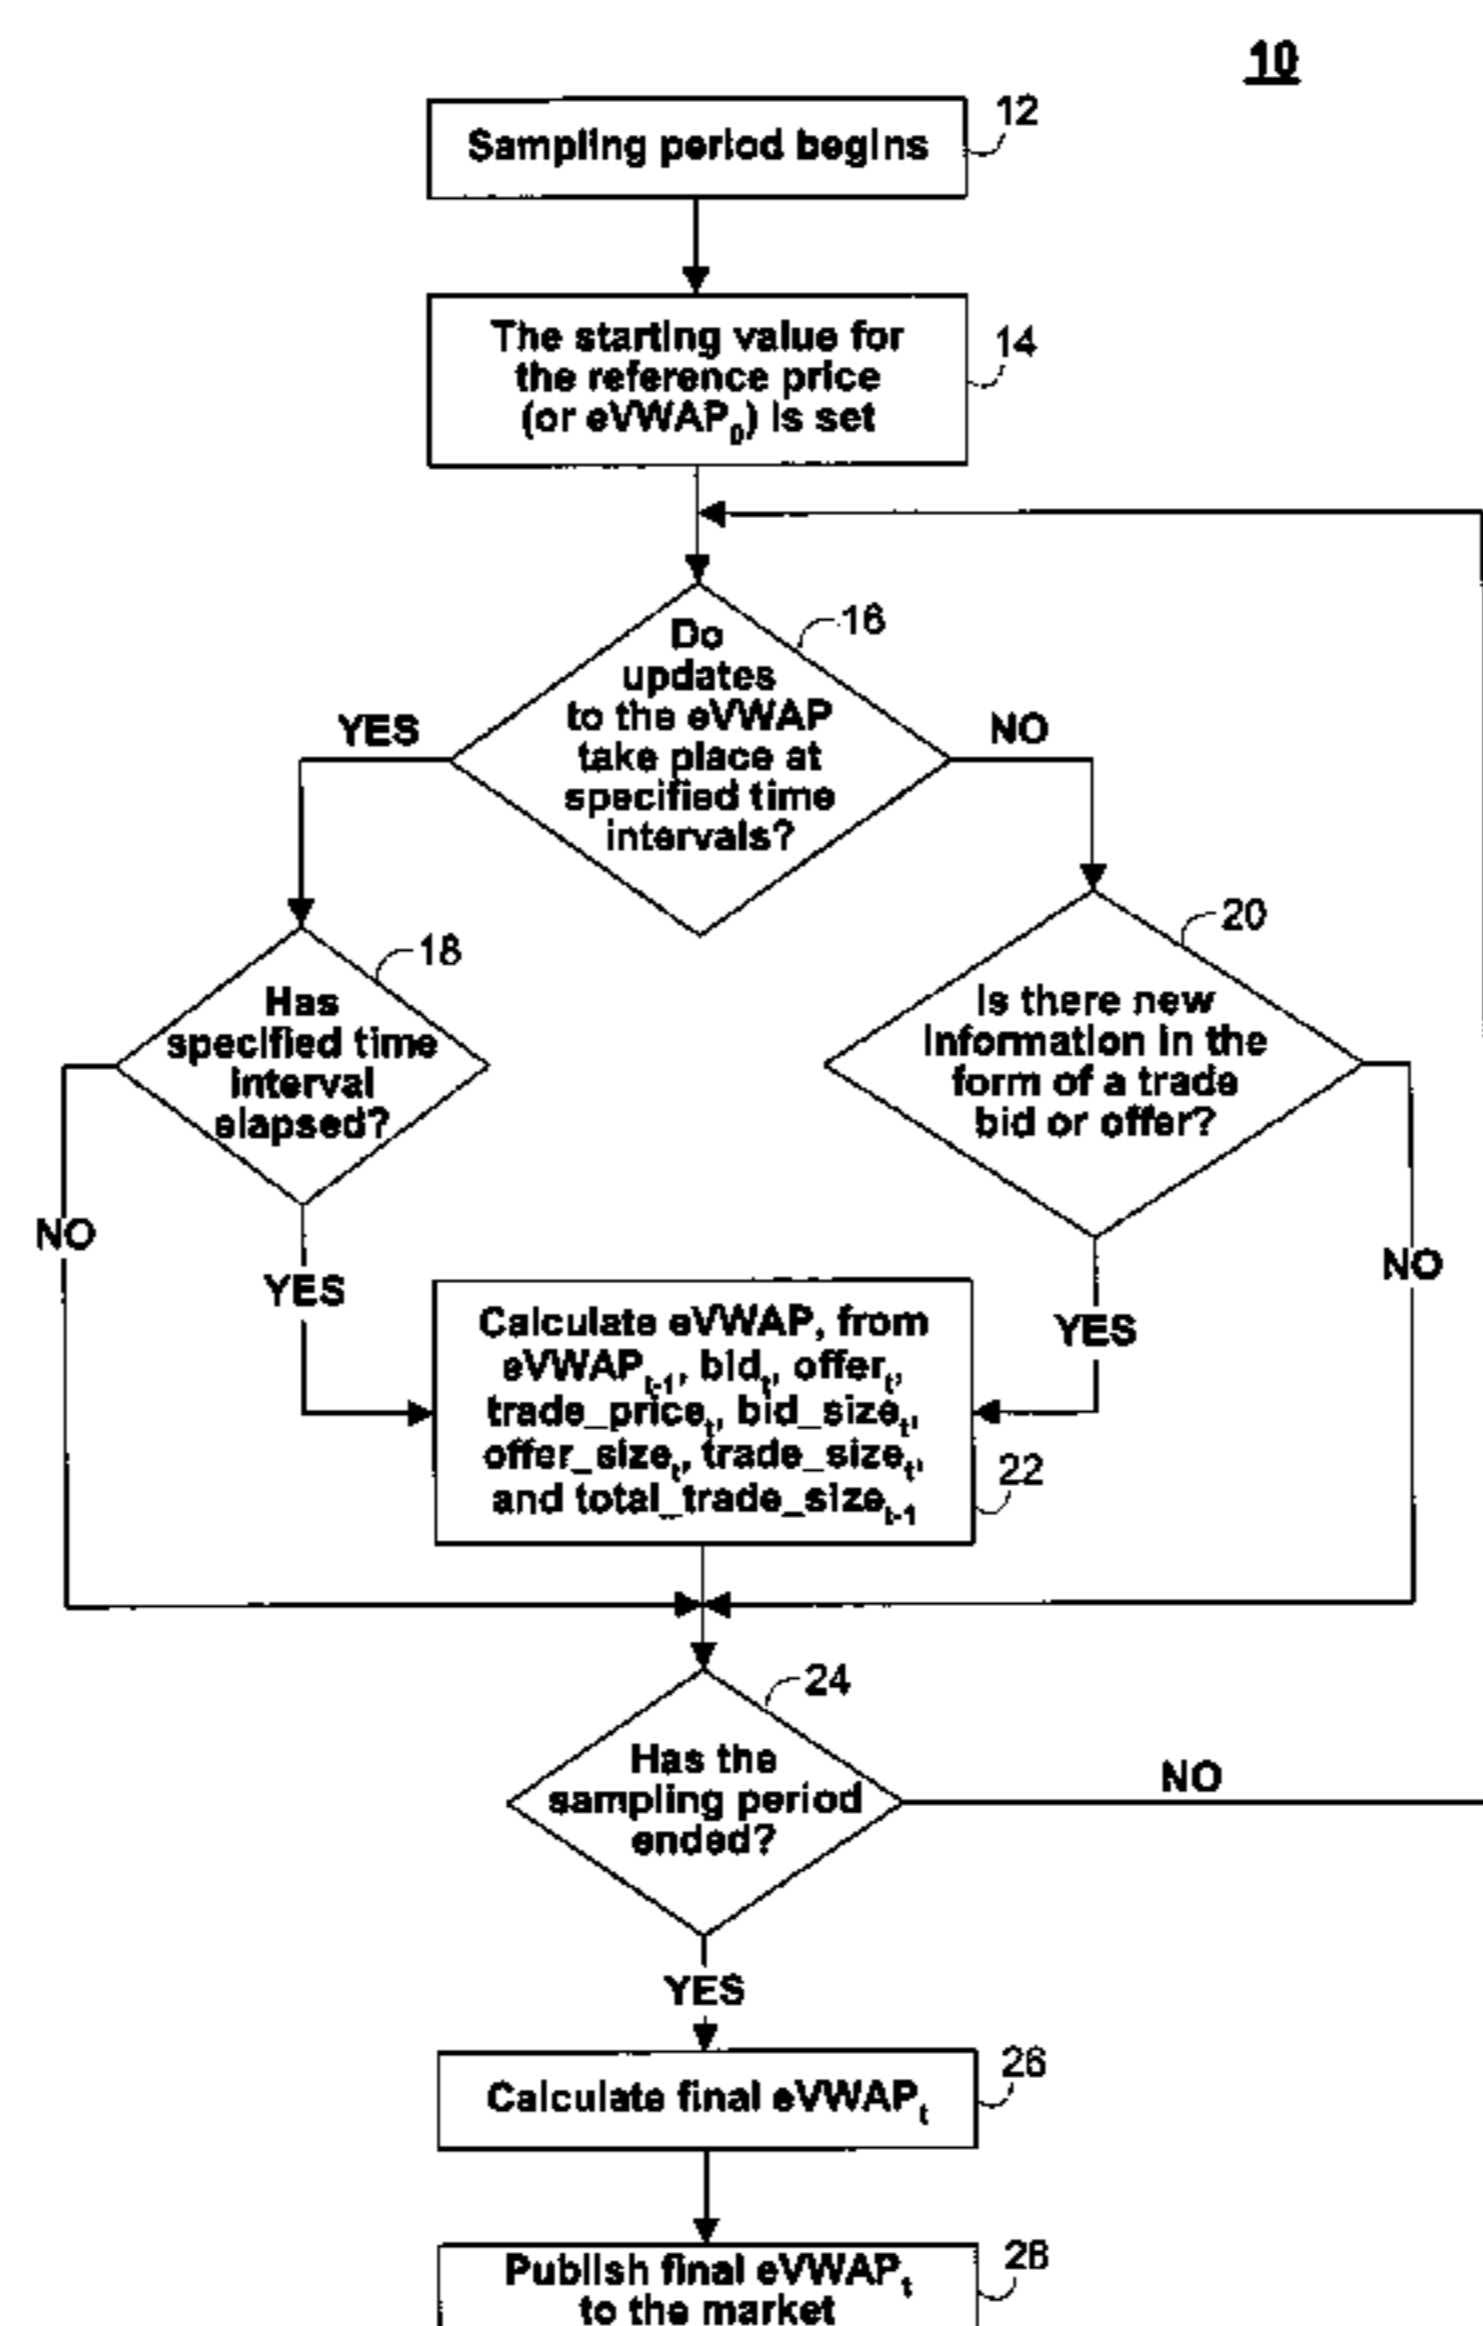 10
Sampling period begins
12
The starting value for
the reference price
(or eVWAP₀) is set
14
Do
updates
to the eVWAP
take place at
specified time
intervals?
16
YES
NO
Has
specified time
interval
elapsed?
18
Is there new
information in the
form of a trade
bid or offer?
20
NO
YES
Calculate eVWAP, from
eVWAPₜ₋₁, bidₜ, offerₜ,
trade_priceₜ, bid_sizeₜ,
offer_sizeₜ, trade_sizeₜ,
and total_trade_sizeₜ₋₁
22
YES
NO
Has the
sampling period
ended?
24
NO
YES
Calculate final eVWAPₜ
26
Publish final eVWAPₜ
to the market
28